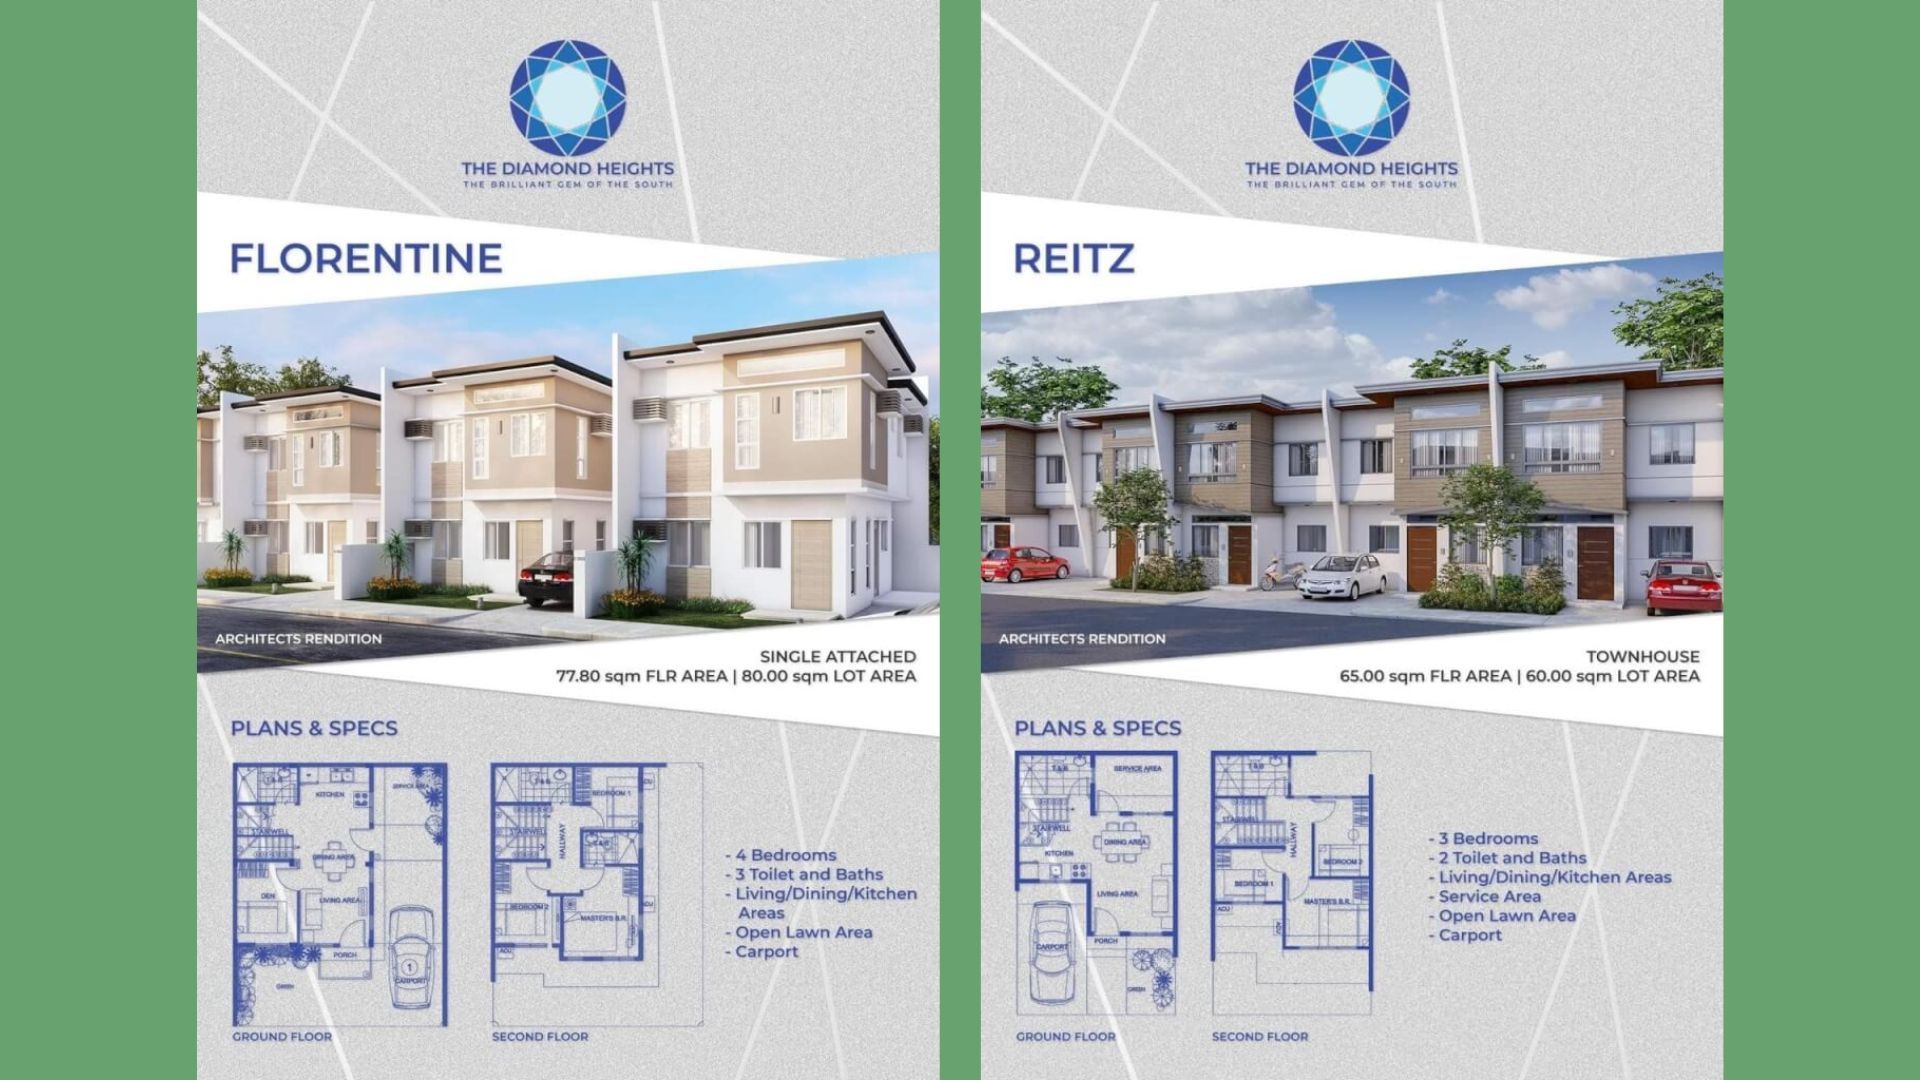 THE DIAMOND HEIGHTS
THE BRILLIANT GEM OF THE SOUTH
FLORENTINE
ARCHITECTS RENDITION
SINGLE ATTACHED
77.80 sqm FLR AREA | 80.00 sqm LOT AREA
PLANS & SPECS
T&B
KITCHEN
SERVICE AREA
STAIRWELL
DINING AREA
DEN
LIVING AREA
PORCH
GREEN
1
CARPORT
GROUND FLOOR
T&B
BEDROOM 1
ACU
STAIRWELL
HALLWAY
T&B
BEDROOM 2
MASTER'S B.R.
ACU
ACU
SECOND FLOOR
- 4 Bedrooms
- 3 Toilet and Baths
- Living/Dining/Kitchen
Areas
- Open Lawn Area
- Carport
THE DIAMOND HEIGHTS
THE BRILLIANT GEM OF THE SOUTH
REITZ
ARCHITECTS RENDITION
TOWNHOUSE
65.00 sqm FLR AREA | 60.00 sqm LOT AREA
PLANS & SPECS
T&B
SERVICE AREA
STAIRWELL
DINING AREA
KITCHEN
LIVING AREA
CARPORT
PORCH
GREEN
GROUND FLOOR
T&B
STAIRWELL
HALLWAY
BEDROOM 2
BEDROOM 1
MASTER'S B.R.
ACU
ACU
SECOND FLOOR
- 3 Bedrooms
- 2 Toilet and Baths
- Living/Dining/Kitchen Areas
- Service Area
- Open Lawn Area
- Carport